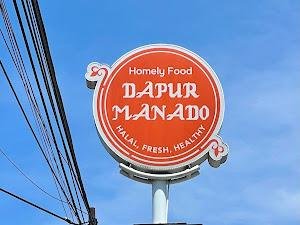 Homely Food
DAPUR
MANADO
HALAL, FRESH, HEALTHY